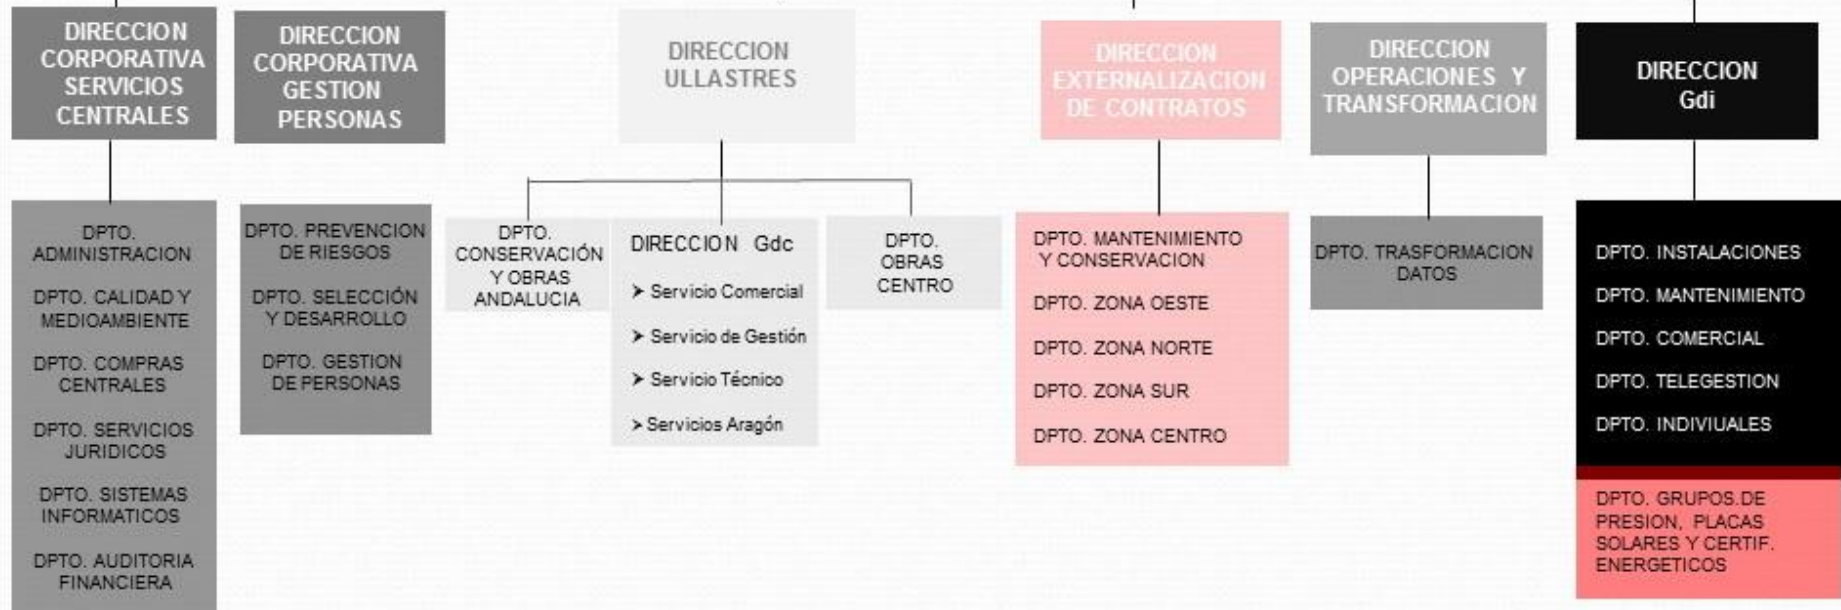 DIRECCION
CORPORATIVA
SERVICIOS
CENTRALES
DPTO.
ADMINISTRACION
DPTO. CALIDAD Y
MEDIOAMBIENTE
DPTO. COMPRAS
CENTRALES
DPTO. SERVICIOS
JURIDICOS
DPTO. SISTEMAS
INFORMATICOS
DPTO. AUDITORIA
FINANCIERA
DIRECCION
CORPORATIVA
GESTION
PERSONAS
DPTO. PREVENCION
DE RIESGOS
DPTO. SELECCIÓN
Y DESARROLLO
DPTO. GESTION
DE PERSONAS
DIRECCION
ULLASTRES
DPTO.
CONSERVACIÓN
Y OBRAS
ANDALUCIA
DIRECCION Gdc
➤ Servicio Comercial
➤ Servicio de Gestión
➤ Servicio Técnico
➤ Servicios Aragón
DPTO.
OBRAS
CENTRO
DIRECCION
EXTERNALIZACION
DE CONTRATOS
DPTO. MANTENIMIENTO
Y CONSERVACION
DPTO. ZONA OESTE
DPTO. ZONA NORTE
DPTO. ZONA SUR
DPTO. ZONA CENTRO
DIRECCION
OPERACIONES Y
TRANSFORMACION
DPTO. TRASFORMACION
DATOS
DIRECCION
Gdi
DPTO. INSTALACIONES
DPTO. MANTENIMIENTO
DPTO. COMERCIAL
DPTO. TELEGESTION
DPTO. INDIVIUALES
DPTO. GRUPOS.DE
PRESION, PLACAS
SOLARES Y CERTIF.
ENERGETICOS